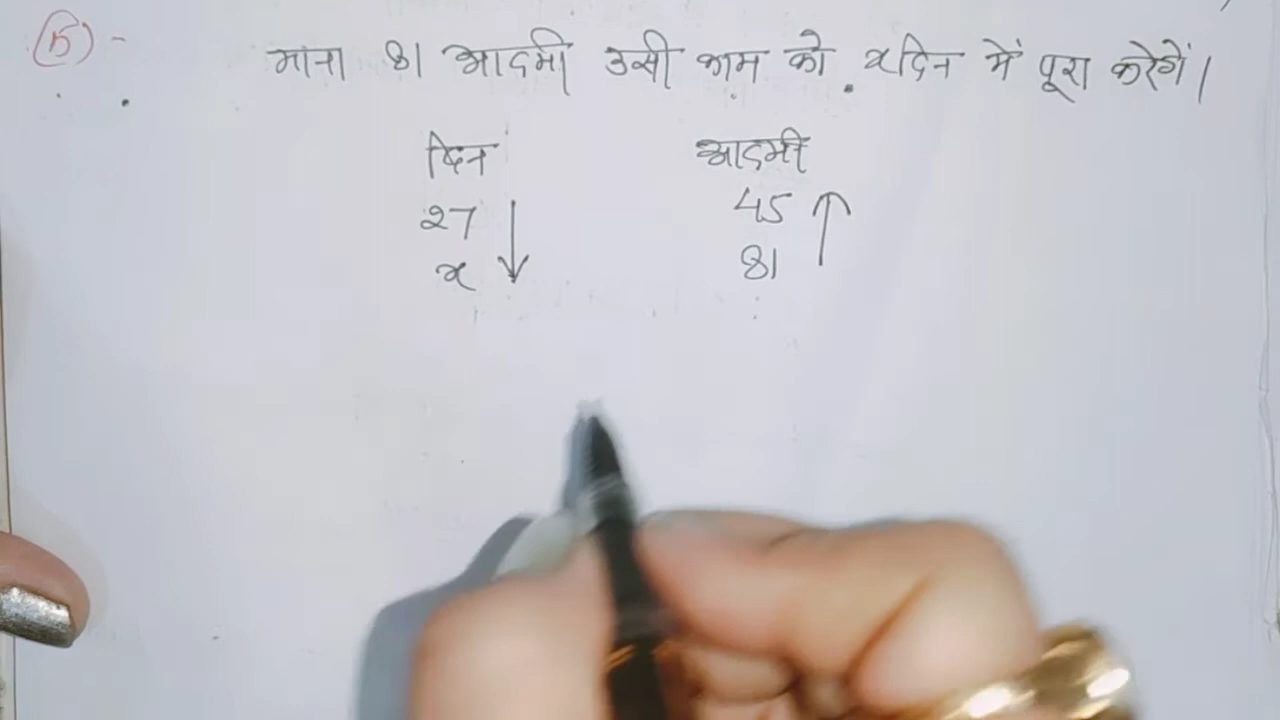 (5) -
माना 81 आदमी उसी काम को x दिन में पूरा करेगें।
दिन आदमी
27 ↓ 45 ↑
x 81